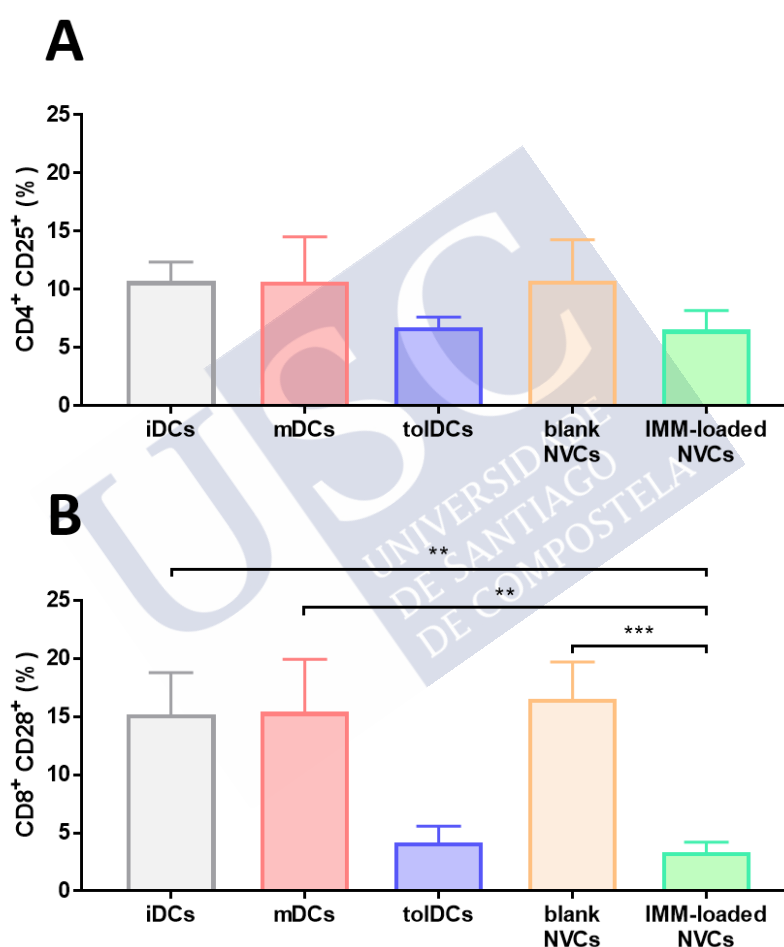 A
CD4⁺ CD25⁺ (%)
25
20
15
10
5
0
iDCs mDCs tolDCs blank NVCs IMM-loaded NVCs
USC
UNIVERSIDADE
DE SANTIAGO
DE COMPOSTELA
B
**
**
***
CD8⁺ CD28⁺ (%)
25
20
15
10
5
0
iDCs mDCs tolDCs blank NVCs IMM-loaded NVCs